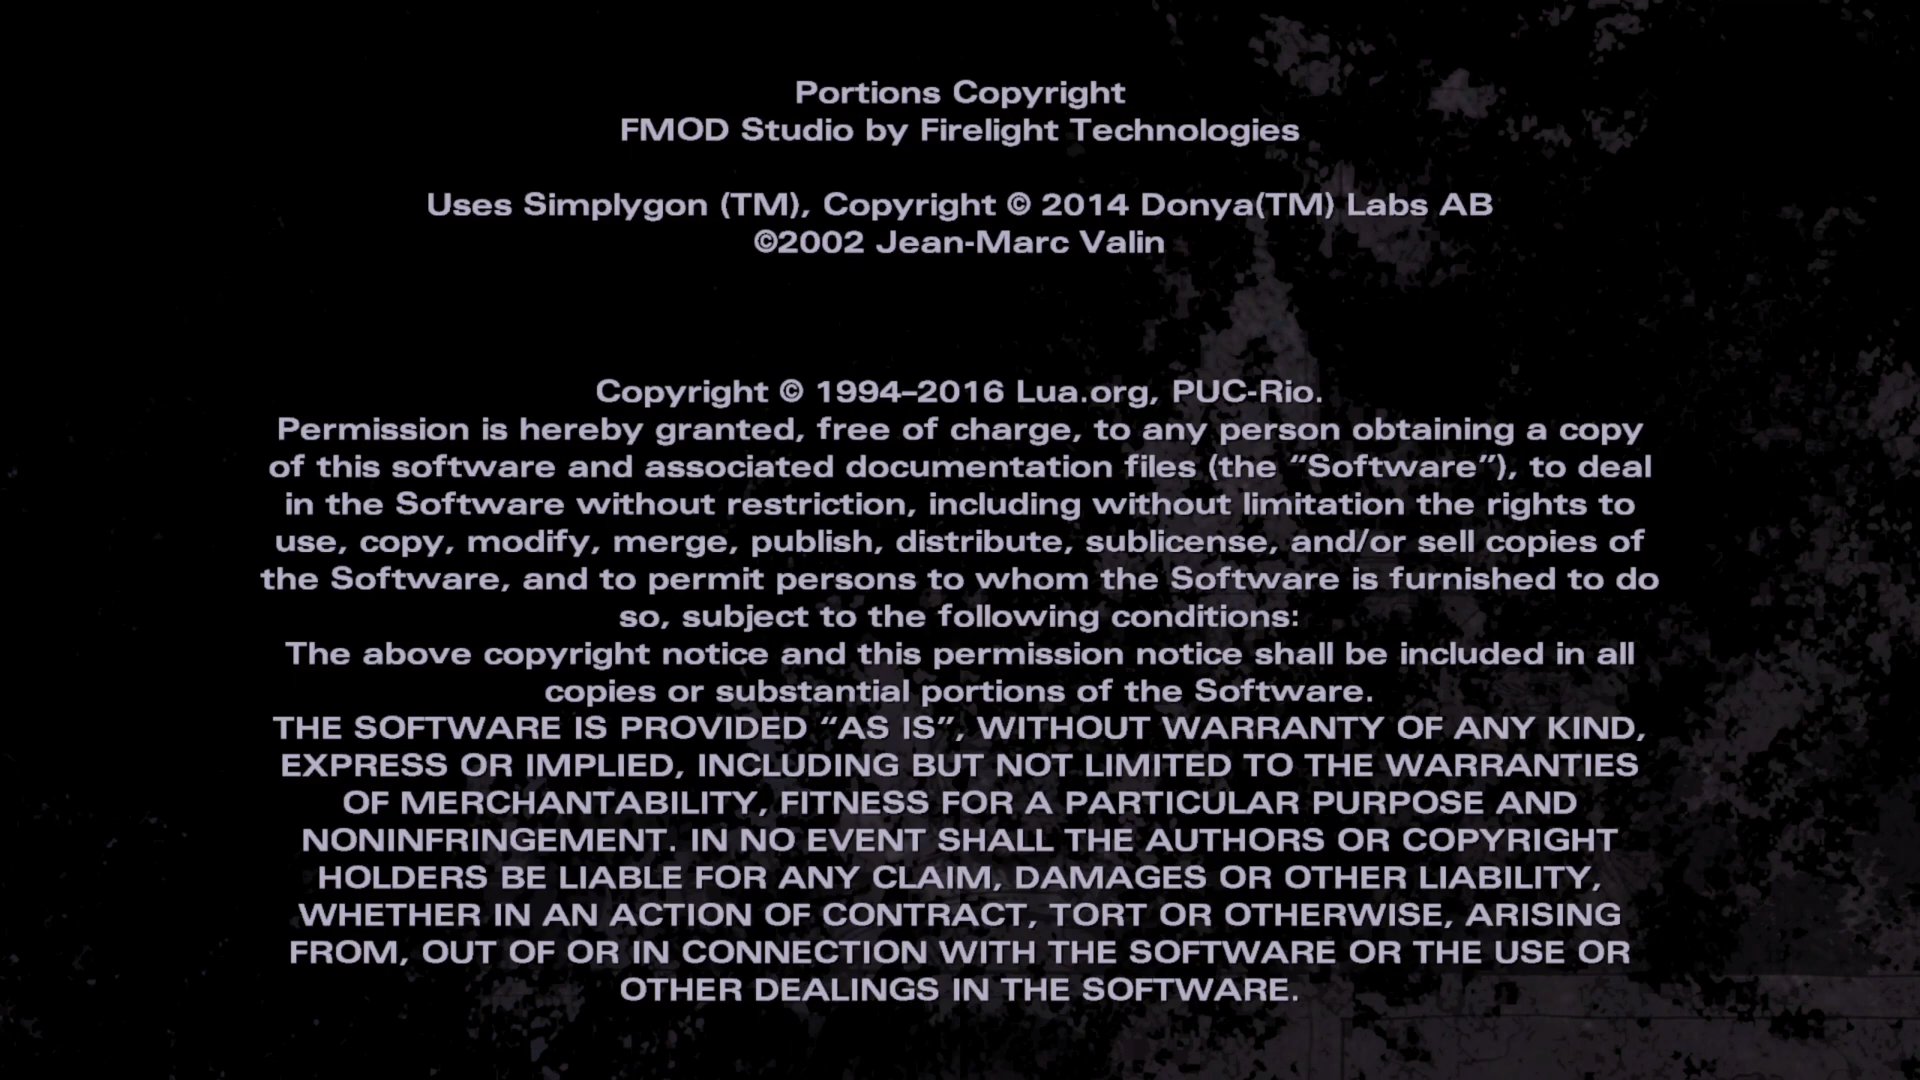 Portions Copyright
FMOD Studio by Firelight Technologies
Uses Simplygon (TM), Copyright © 2014 Donya(TM) Labs AB
©2002 Jean-Marc Valin
Copyright © 1994–2016 Lua.org, PUC-Rio.
Permission is hereby granted, free of charge, to any person obtaining a copy
of this software and associated documentation files (the “Software”), to deal
in the Software without restriction, including without limitation the rights to
use, copy, modify, merge, publish, distribute, sublicense, and/or sell copies of
the Software, and to permit persons to whom the Software is furnished to do
so, subject to the following conditions:
The above copyright notice and this permission notice shall be included in all
copies or substantial portions of the Software.
THE SOFTWARE IS PROVIDED “AS IS”, WITHOUT WARRANTY OF ANY KIND,
EXPRESS OR IMPLIED, INCLUDING BUT NOT LIMITED TO THE WARRANTIES
OF MERCHANTABILITY, FITNESS FOR A PARTICULAR PURPOSE AND
NONINFRINGEMENT. IN NO EVENT SHALL THE AUTHORS OR COPYRIGHT
HOLDERS BE LIABLE FOR ANY CLAIM, DAMAGES OR OTHER LIABILITY,
WHETHER IN AN ACTION OF CONTRACT, TORT OR OTHERWISE, ARISING
FROM, OUT OF OR IN CONNECTION WITH THE SOFTWARE OR THE USE OR
OTHER DEALINGS IN THE SOFTWARE.